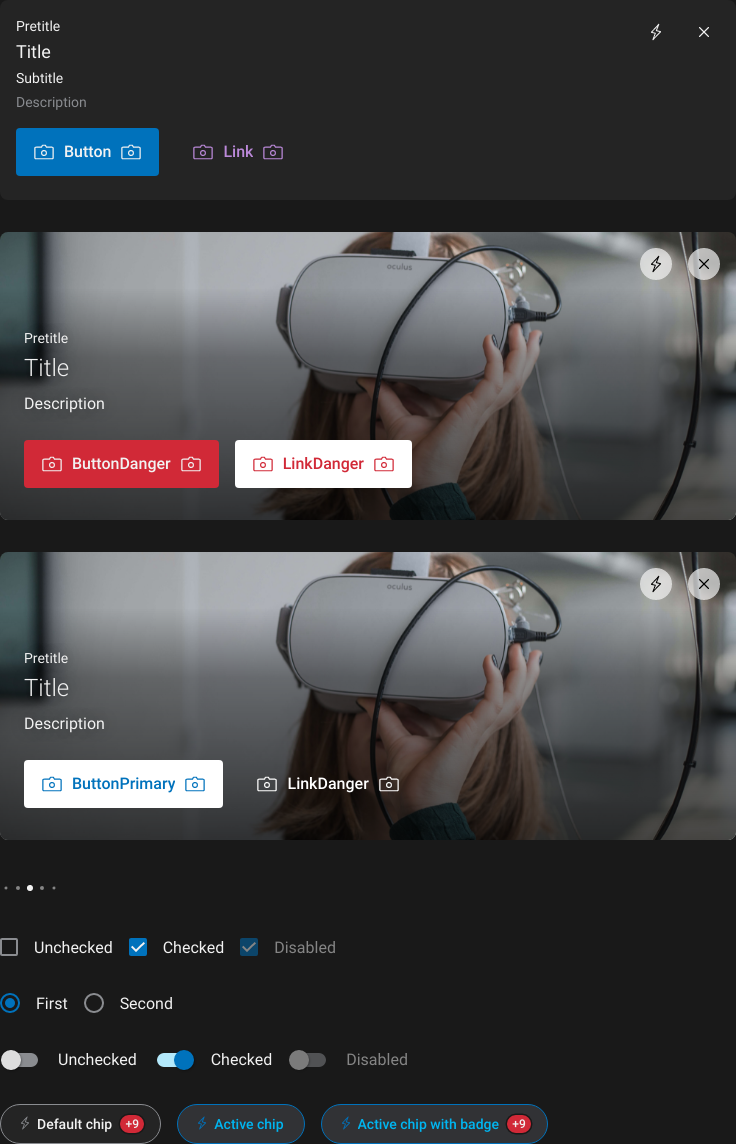 Pretitle
Title
Subtitle
Description
Button Link
oculus
Pretitle
Title
Description
ButtonDanger LinkDanger
oculus
Pretitle
Title
Description
ButtonPrimary LinkDanger
Unchecked Checked Disabled
First Second
Unchecked Checked Disabled
Default chip +9 Active chip Active chip with badge +9